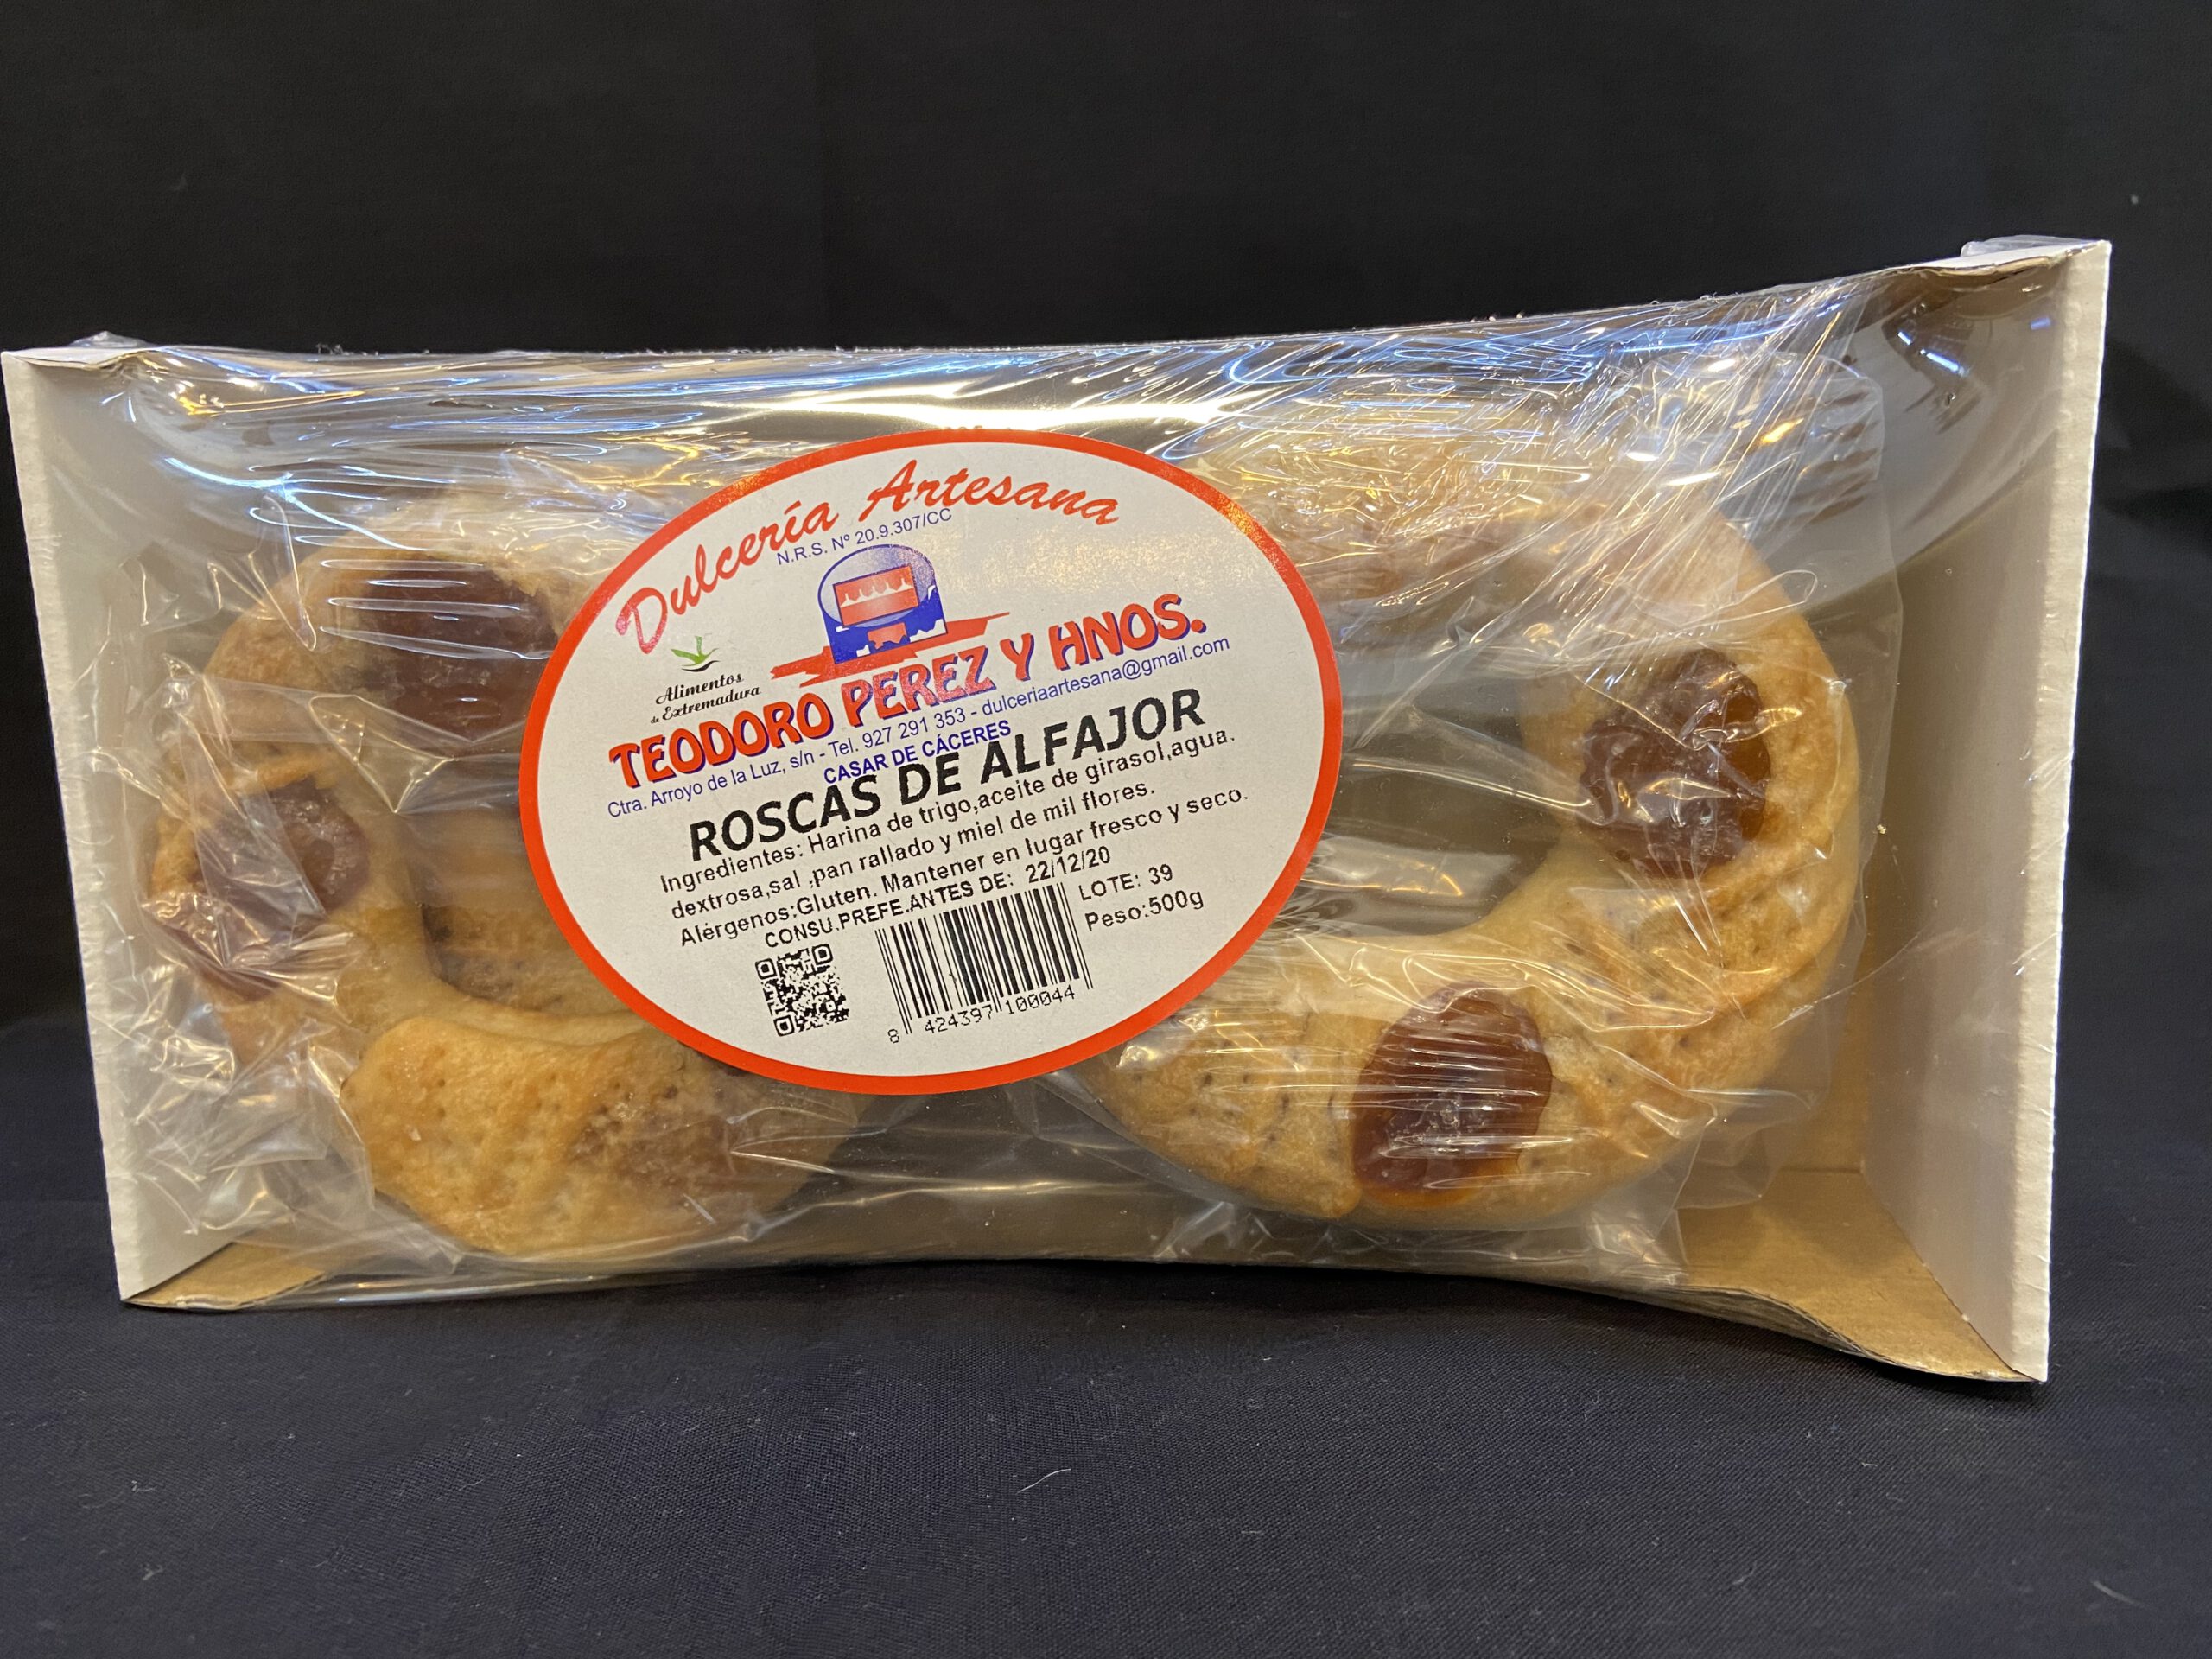 Dulcería Artesana
N.R.S. Nº 20.9.307/CC
Alimentos
de Extremadura
TEODORO PEREZ Y HNOS.
Ctra. Arroyo de la Luz, s/n - Tel. 927 291 353 - dulceriaartesana@gmail.com
CASAR DE CÁCERES
ROSCAS DE ALFAJOR
Ingredientes: Harina de trigo,aceite de girasol,agua.
dextrosa,sal ,pan rallado y miel de mil flores.
Alérgenos:Gluten. Mantener en lugar fresco y seco.
CONSU.PREFE.ANTES DE: 22/12/20
LOTE: 39
Peso:500g
8 424397 100044